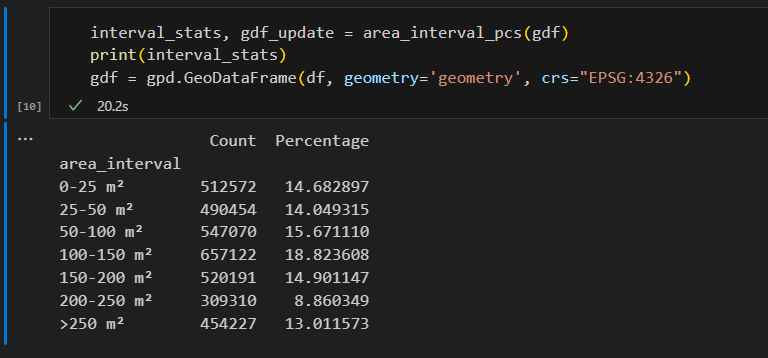 interval_stats, gdf_update = area_interval_pcs(gdf)
print(interval_stats)
gdf = gpd.GeoDataFrame(df, geometry='geometry', crs="EPSG:4326")
[10] ✓ 20.2s
...
Count Percentage
area_interval
0-25 m² 512572 14.682897
25-50 m² 490454 14.049315
50-100 m² 547070 15.671110
100-150 m² 657122 18.823608
150-200 m² 520191 14.901147
200-250 m² 309310 8.860349
>250 m² 454227 13.011573